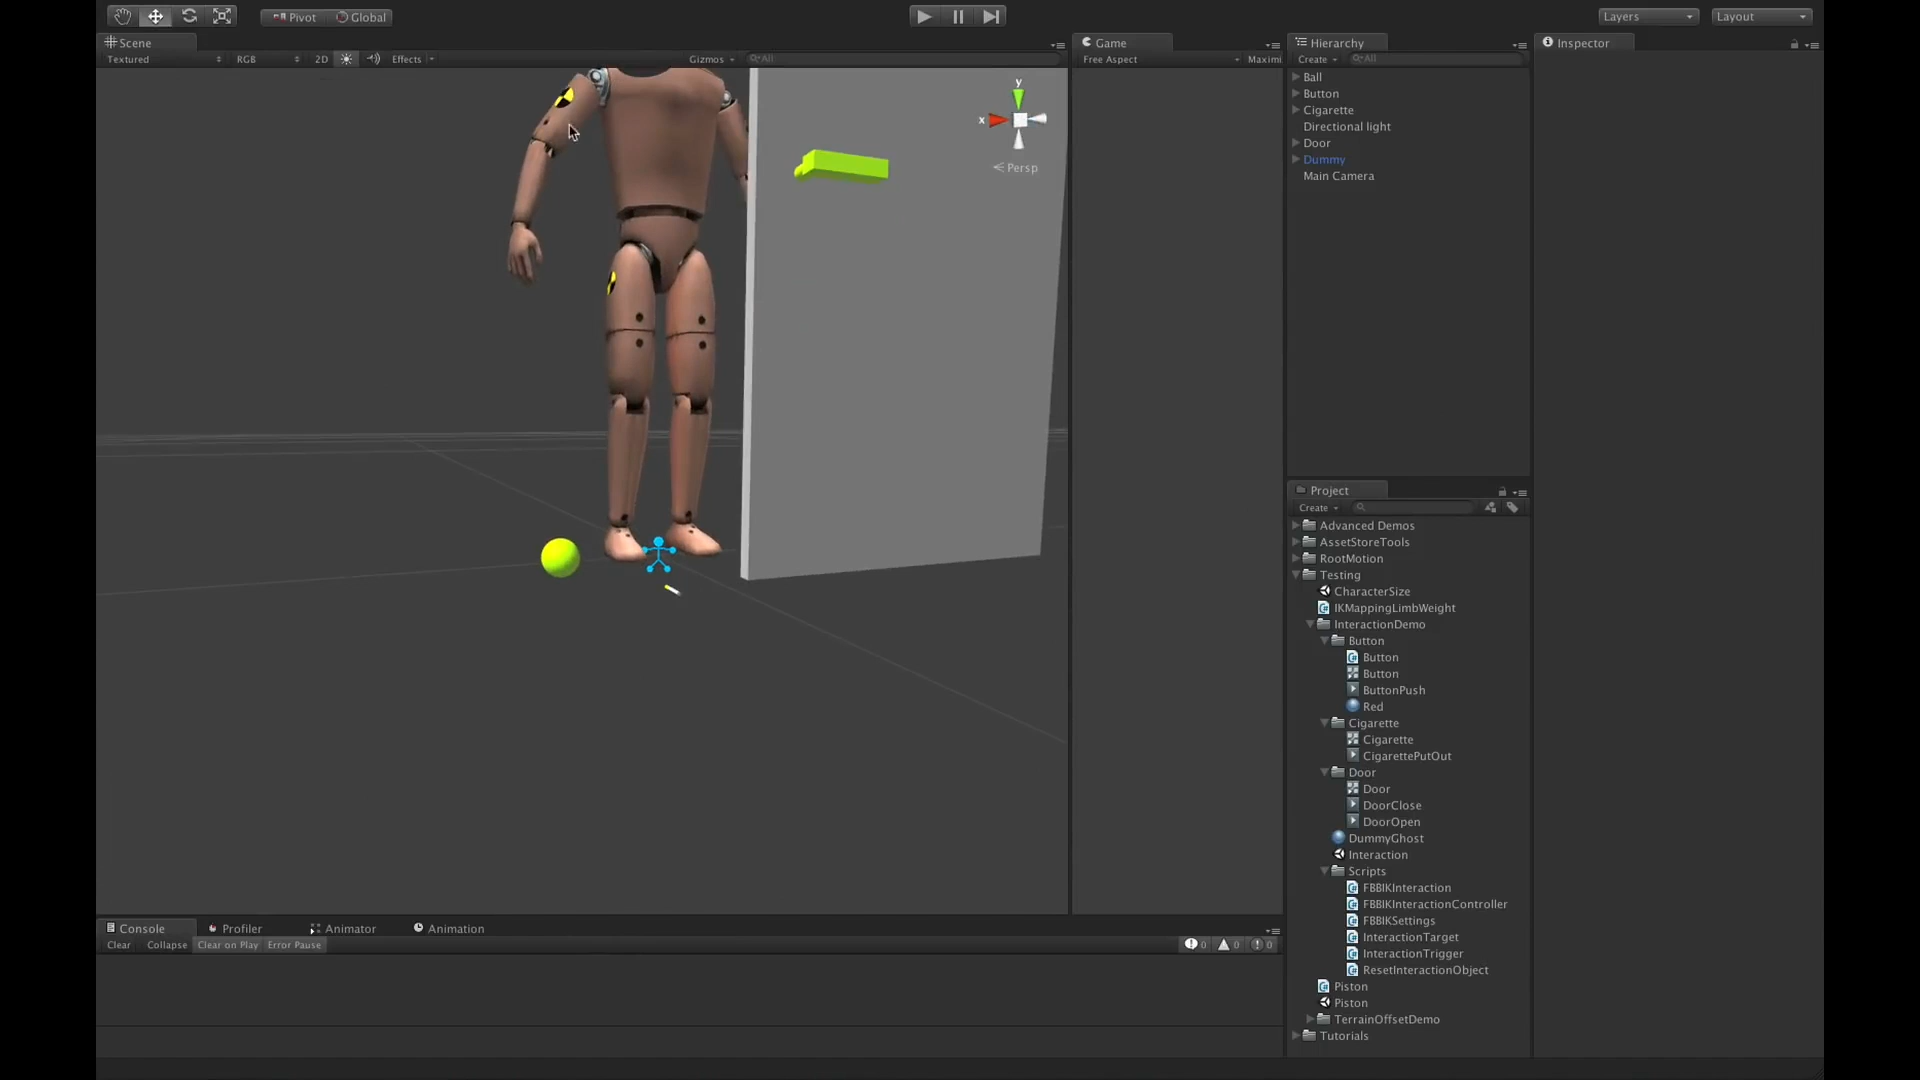 Pivot Global Layers Layout
Scene
Textured RGB 2D Effects Gizmos All
y
x
Persp
Game
Free Aspect Maximi
Hierarchy
Create All
Ball
Button
Cigarette
Directional light
Door
Dummy
Main Camera
Inspector
Project
Create
Advanced Demos
AssetStoreTools
RootMotion
Testing
CharacterSize
IKMappingLimbWeight
InteractionDemo
Button
Button
Button
ButtonPush
Red
Cigarette
Cigarette
CigarettePutOut
Door
Door
DoorClose
DoorOpen
DummyGhost
Interaction
Scripts
FBBIKInteraction
FBBIKInteractionController
FBBIKSettings
InteractionTarget
InteractionTrigger
ResetInteractionObject
Piston
Piston
TerrainOffsetDemo
Tutorials
Console Profiler Animator Animation
Clear Collapse Clear on Play Error Pause 0 0 0